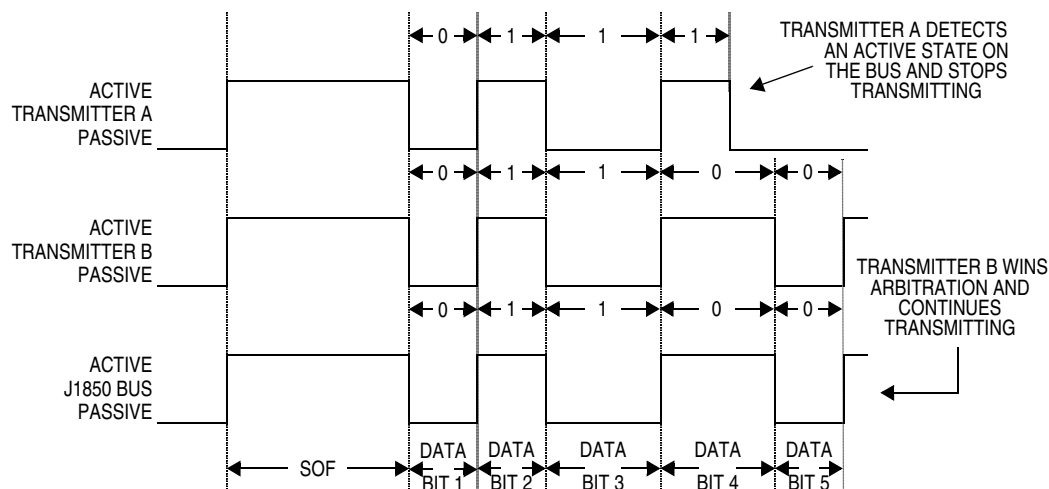 0 1 1 1
TRANSMITTER A DETECTS
AN ACTIVE STATE ON
THE BUS AND STOPS
TRANSMITTING
ACTIVE
TRANSMITTER A
PASSIVE
0 1 1 0 0
ACTIVE
TRANSMITTER B
PASSIVE
TRANSMITTER B WINS
ARBITRATION AND
CONTINUES
TRANSMITTING
0 1 1 0 0
ACTIVE
J1850 BUS
PASSIVE
SOF
DATA
BIT 1
DATA
BIT 2
DATA
BIT 3
DATA
BIT 4
DATA
BIT 5